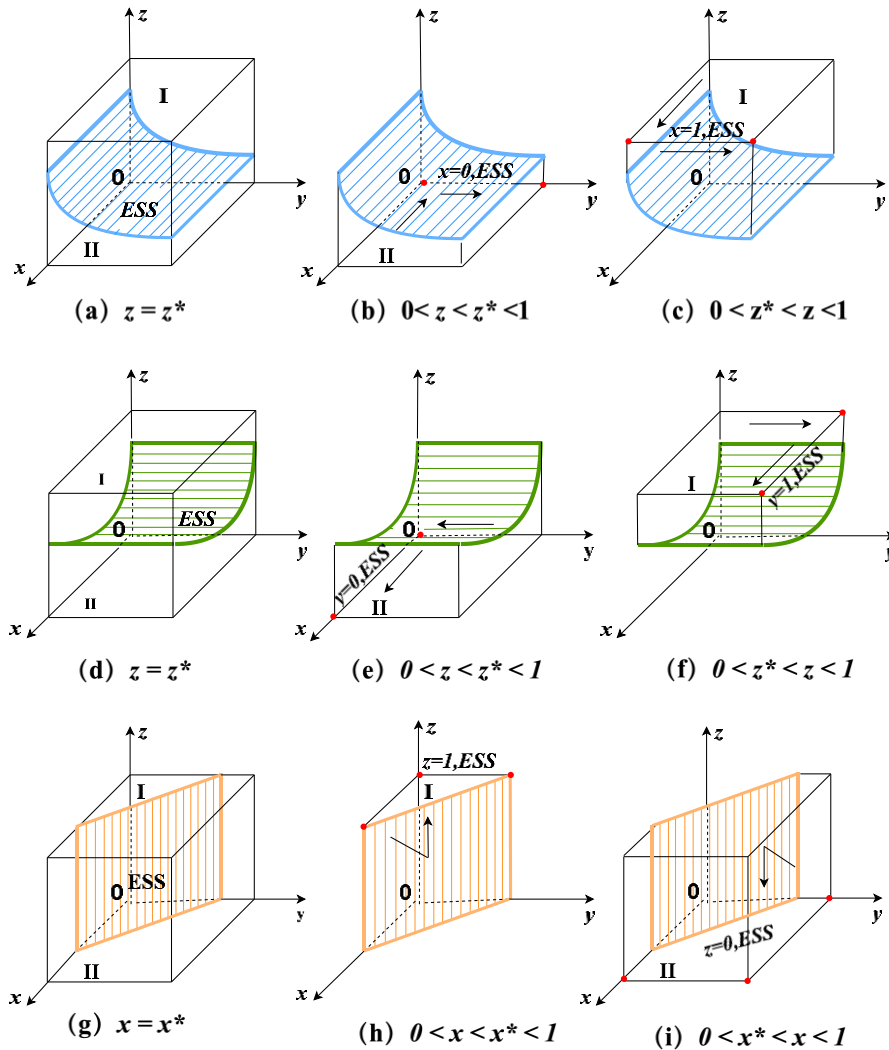 z
z
z
I
I
x=1,ESS
0
0
x=0,ESS
0
ESS
y
y
y
II
II
x
x
x
(a) z = z*
(b) 0< z < z* <1
(c) 0 < z* < z <1
z
z
z
I
I
y=1,ESS
ESS
0
0
0
y
y
y
y=0,ESS
II
II
x
x
x
(d) z = z*
(e) 0 < z < z* < 1
(f) 0 < z* < z < 1
z
z
z
z=1,ESS
I
I
ESS
0
0
0
y
y
y
z=0,ESS
II
II
x
x
x
(g) x = x*
(h) 0 < x < x* < 1
(i) 0 < x* < x < 1